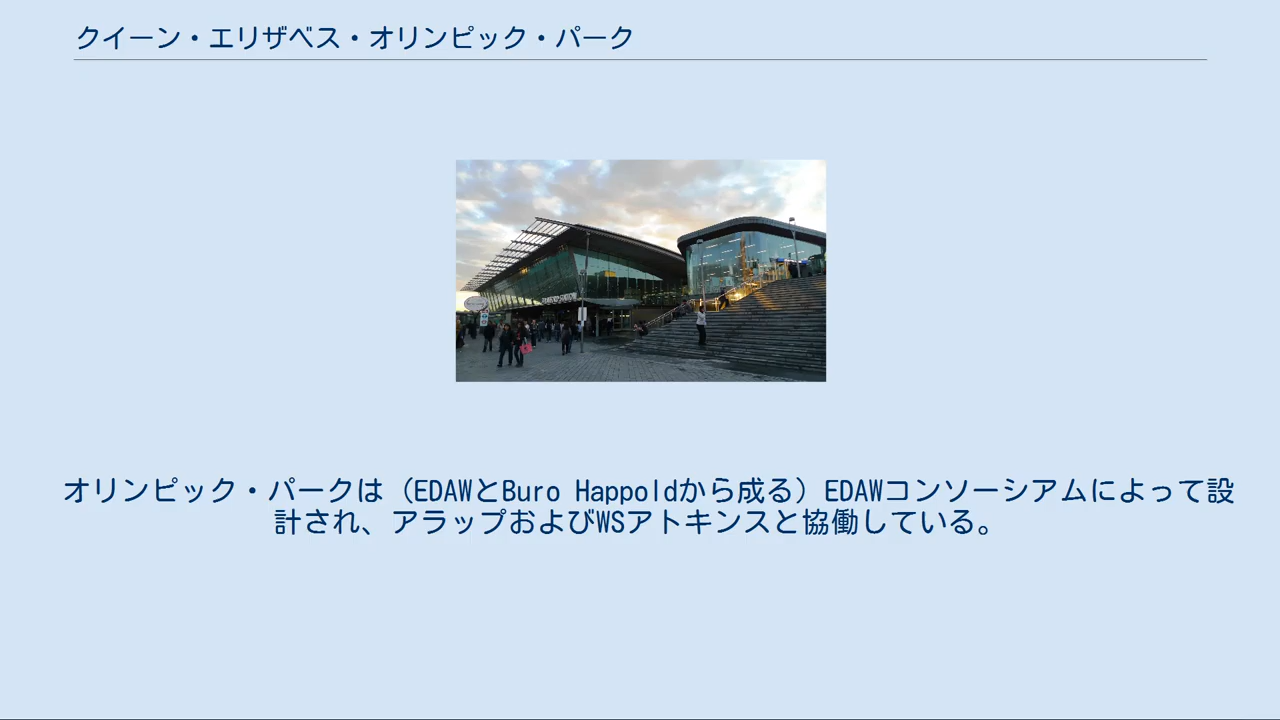 クイーン・エリザベス・オリンピック・パーク
オリンピック・パークは（EDAWとBuro Happoldから成る）EDAWコンソーシアムによって設
計され、アラップおよびWSアトキンスと協働している。